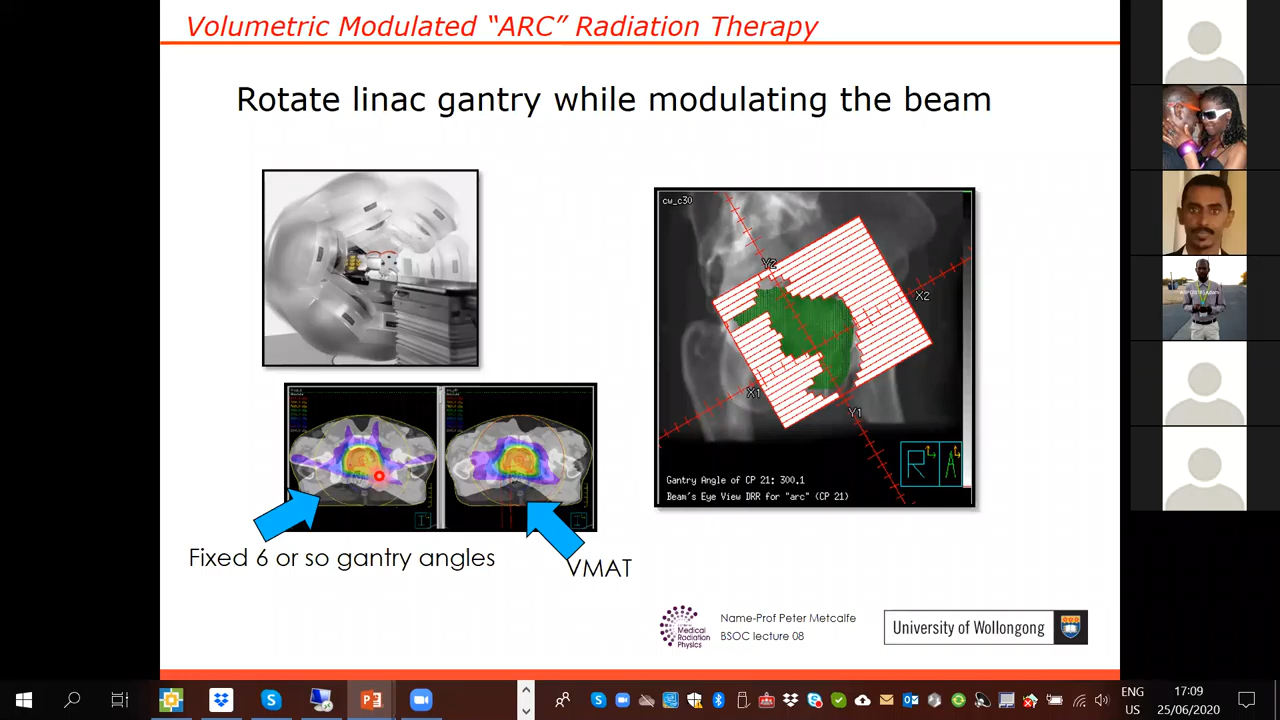 Volumetric Modulated “ARC” Radiation Therapy
Rotate linac gantry while modulating the beam
cw_c30
Y2
X2
X1
Y1
R
A
Gantry Angle of CP 21: 300.1
Beam's Eye View DRR for "arc" (CP 21)
Fixed 6 or so gantry angles
VMAT
Medical
Radiation
Physics
Name-Prof Peter Metcalfe
BSOC lecture 08
University of Wollongong
ENG
US
17:09
25/06/2020